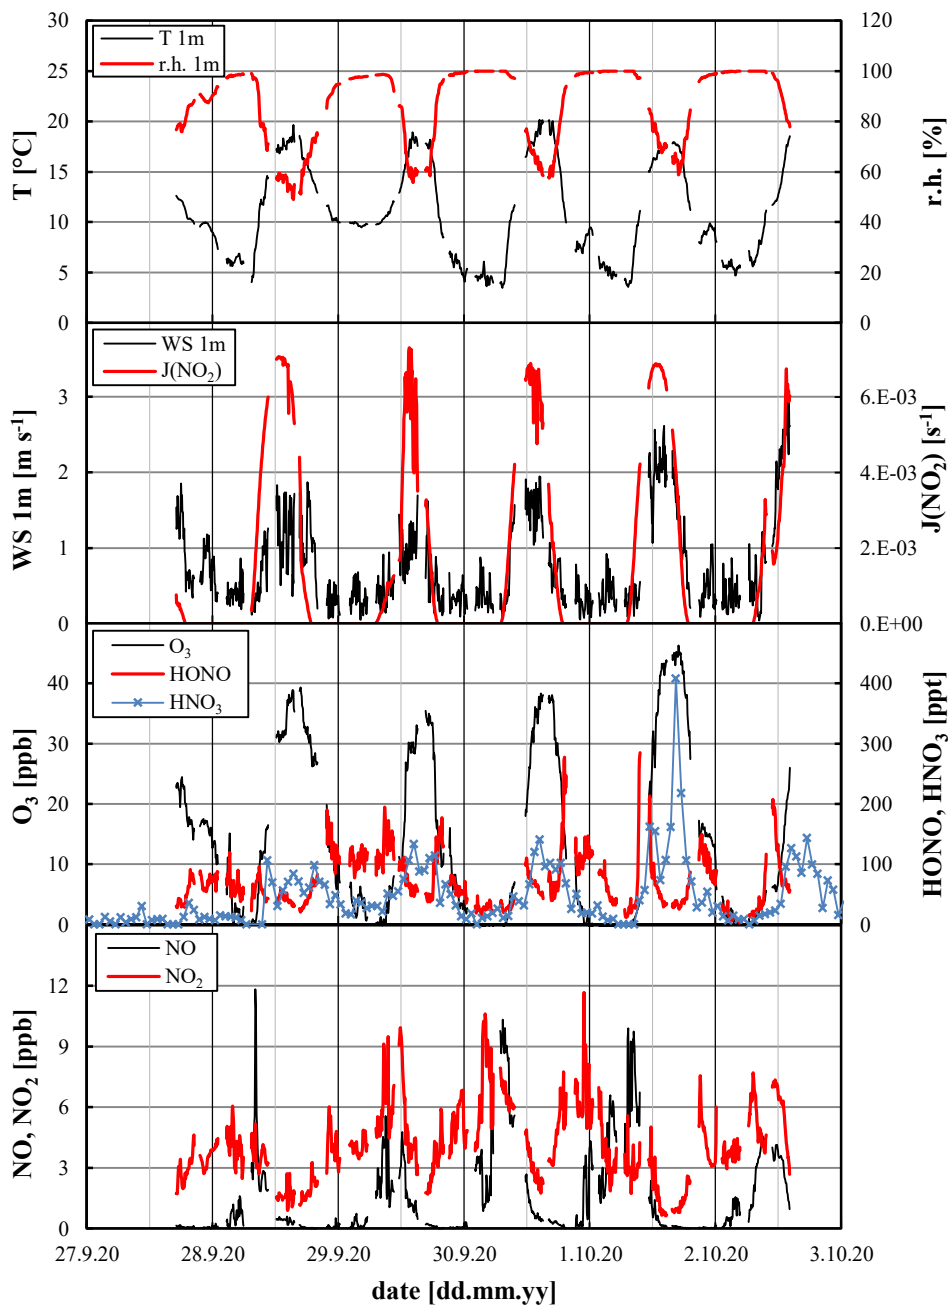 30
25
20
15
10
5
0
T [°C]
T 1m
r.h. 1m
120
100
80
60
40
20
0
r.h. [%]
3
2
1
0
WS 1m [m s-1]
WS 1m
J(NO2)
6.E-03
4.E-03
2.E-03
0.E+00
J(NO2) [s-1]
40
30
20
10
0
O3 [ppb]
O3
HONO
HNO3
400
300
200
100
0
HONO, HNO3 [ppt]
12
9
6
3
0
NO, NO2 [ppb]
NO
NO2
27.9.20 28.9.20 29.9.20 30.9.20 1.10.20 2.10.20 3.10.20
date [dd.mm.yy]